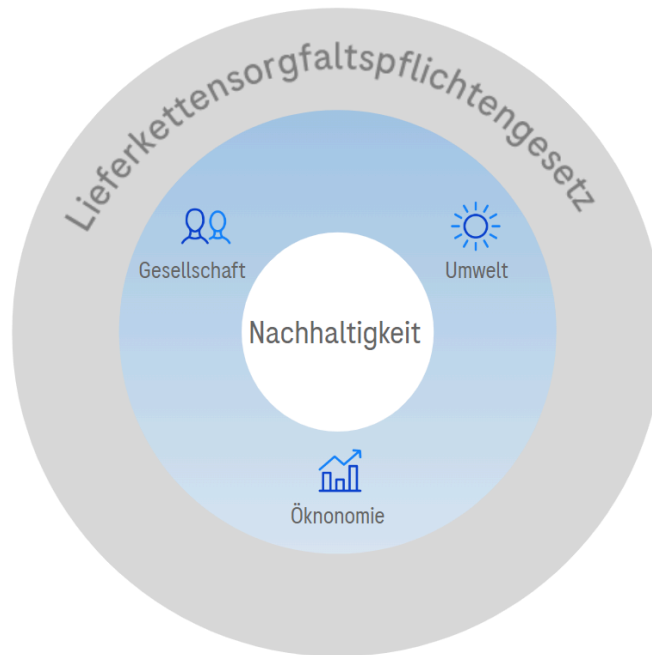 Lieferkettensorgfaltspflichtengesetz
Gesellschaft
Umwelt
Nachhaltigkeit
Öknonomie